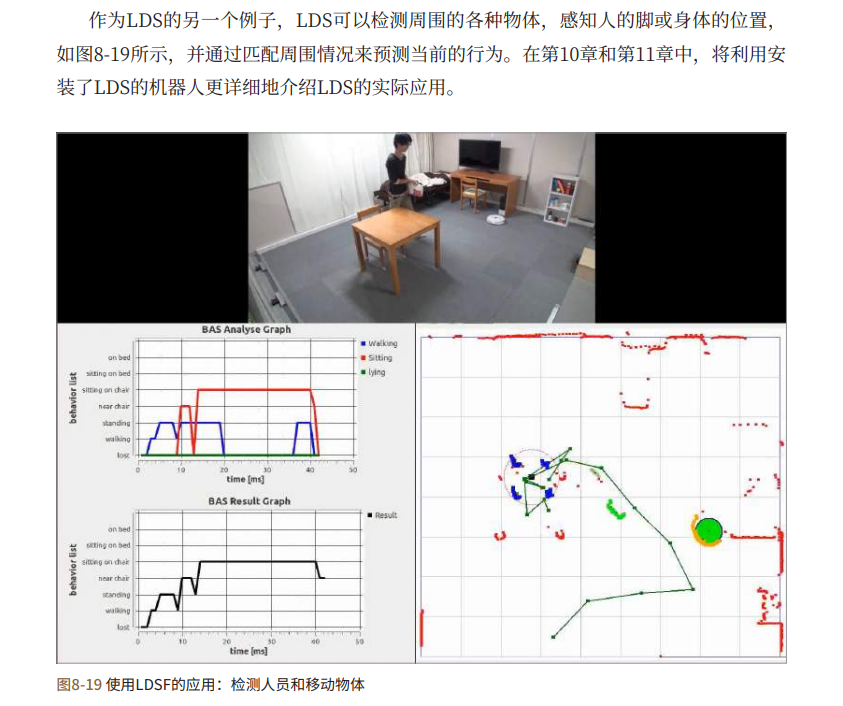 作为LDS的另一个例子，LDS可以检测周围的各种物体，感知人的脚或身体的位置，
如图8-19所示，并通过匹配周围情况来预测当前的行为。在第10章和第11章中，将利用安
装了LDS的机器人更详细地介绍LDS的实际应用。
BAS Analyse Graph
behavior list
on bed
sitting on bed
sitting on chair
near chair
standing
walking
lost
0 10 20 30 40 50
time [ms]
Walking
Sitting
lying
BAS Result Graph
behavior list
on bed
sitting on bed
sitting on chair
near chair
standing
walking
lost
0 10 20 30 40 50
time [ms]
Result
图8-19 使用LDSF的应用：检测人员和移动物体